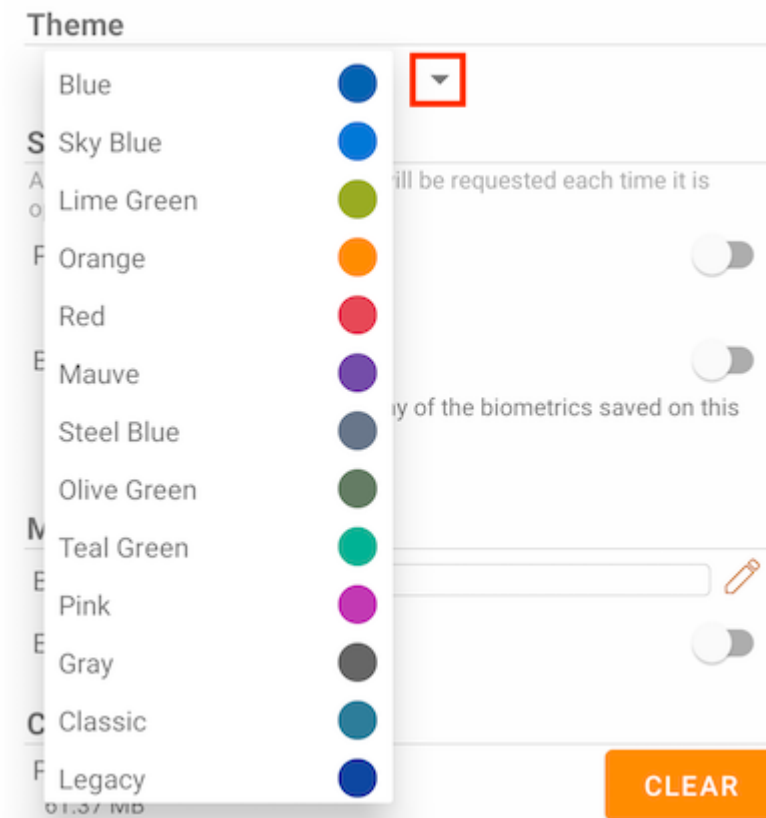 Theme
Blue
Sky Blue
S
A
ill be requested each time it is
Lime Green
Orange
Red
Mauve
y of the biometrics saved on this
Steel Blue
Olive Green
M
Teal Green
Pink
Gray
C
Classic
Legacy
CLEAR
61.37 MB